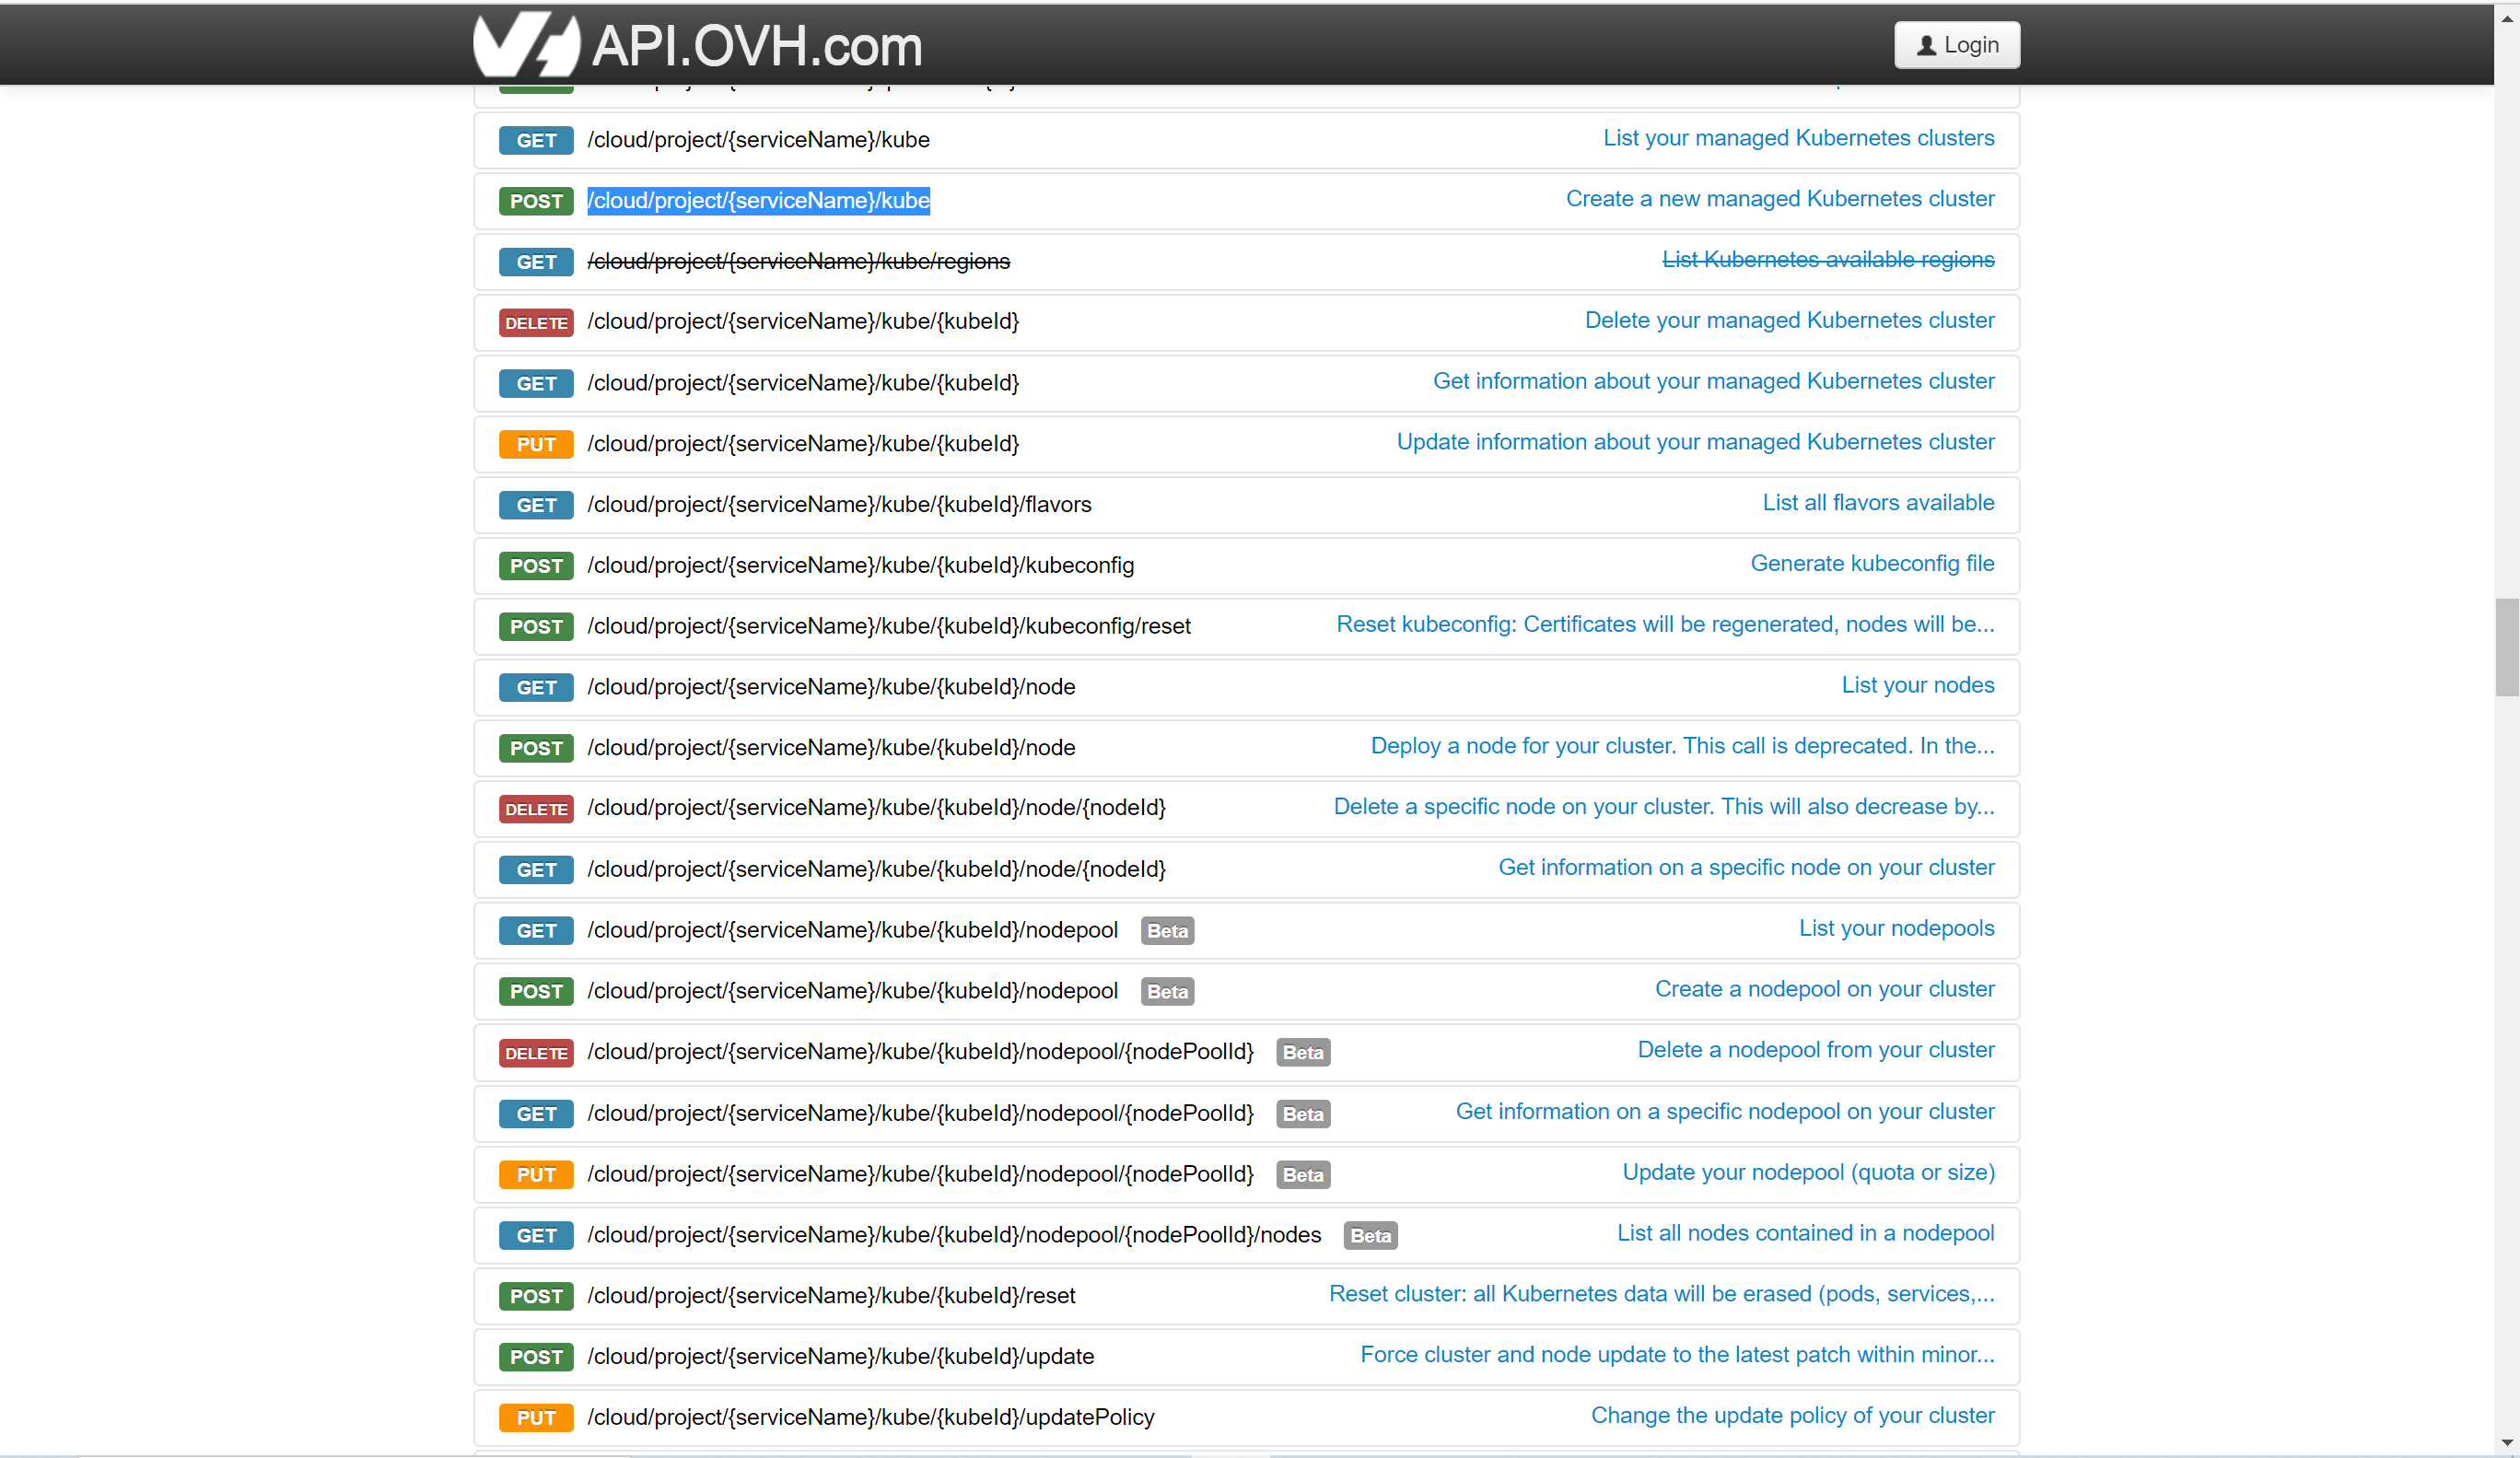 API.OVH.com Login
GET /cloud/project/{serviceName}/kube List your managed Kubernetes clusters
POST /cloud/project/{serviceName}/kube Create a new managed Kubernetes cluster
GET /cloud/project/{serviceName}/kube/regions List Kubernetes available regions
DELETE /cloud/project/{serviceName}/kube/{kubeId} Delete your managed Kubernetes cluster
GET /cloud/project/{serviceName}/kube/{kubeId} Get information about your managed Kubernetes cluster
PUT /cloud/project/{serviceName}/kube/{kubeId} Update information about your managed Kubernetes cluster
GET /cloud/project/{serviceName}/kube/{kubeId}/flavors List all flavors available
POST /cloud/project/{serviceName}/kube/{kubeId}/kubeconfig Generate kubeconfig file
POST /cloud/project/{serviceName}/kube/{kubeId}/kubeconfig/reset Reset kubeconfig: Certificates will be regenerated, nodes will be...
GET /cloud/project/{serviceName}/kube/{kubeId}/node List your nodes
POST /cloud/project/{serviceName}/kube/{kubeId}/node Deploy a node for your cluster. This call is deprecated. In the...
DELETE /cloud/project/{serviceName}/kube/{kubeId}/node/{nodeId} Delete a specific node on your cluster. This will also decrease by...
GET /cloud/project/{serviceName}/kube/{kubeId}/node/{nodeId} Get information on a specific node on your cluster
GET /cloud/project/{serviceName}/kube/{kubeId}/nodepool Beta List your nodepools
POST /cloud/project/{serviceName}/kube/{kubeId}/nodepool Beta Create a nodepool on your cluster
DELETE /cloud/project/{serviceName}/kube/{kubeId}/nodepool/{nodePoolId} Beta Delete a nodepool from your cluster
GET /cloud/project/{serviceName}/kube/{kubeId}/nodepool/{nodePoolId} Beta Get information on a specific nodepool on your cluster
PUT /cloud/project/{serviceName}/kube/{kubeId}/nodepool/{nodePoolId} Beta Update your nodepool (quota or size)
GET /cloud/project/{serviceName}/kube/{kubeId}/nodepool/{nodePoolId}/nodes Beta List all nodes contained in a nodepool
POST /cloud/project/{serviceName}/kube/{kubeId}/reset Reset cluster: all Kubernetes data will be erased (pods, services,...
POST /cloud/project/{serviceName}/kube/{kubeId}/update Force cluster and node update to the latest patch within minor...
PUT /cloud/project/{serviceName}/kube/{kubeId}/updatePolicy Change the update policy of your cluster